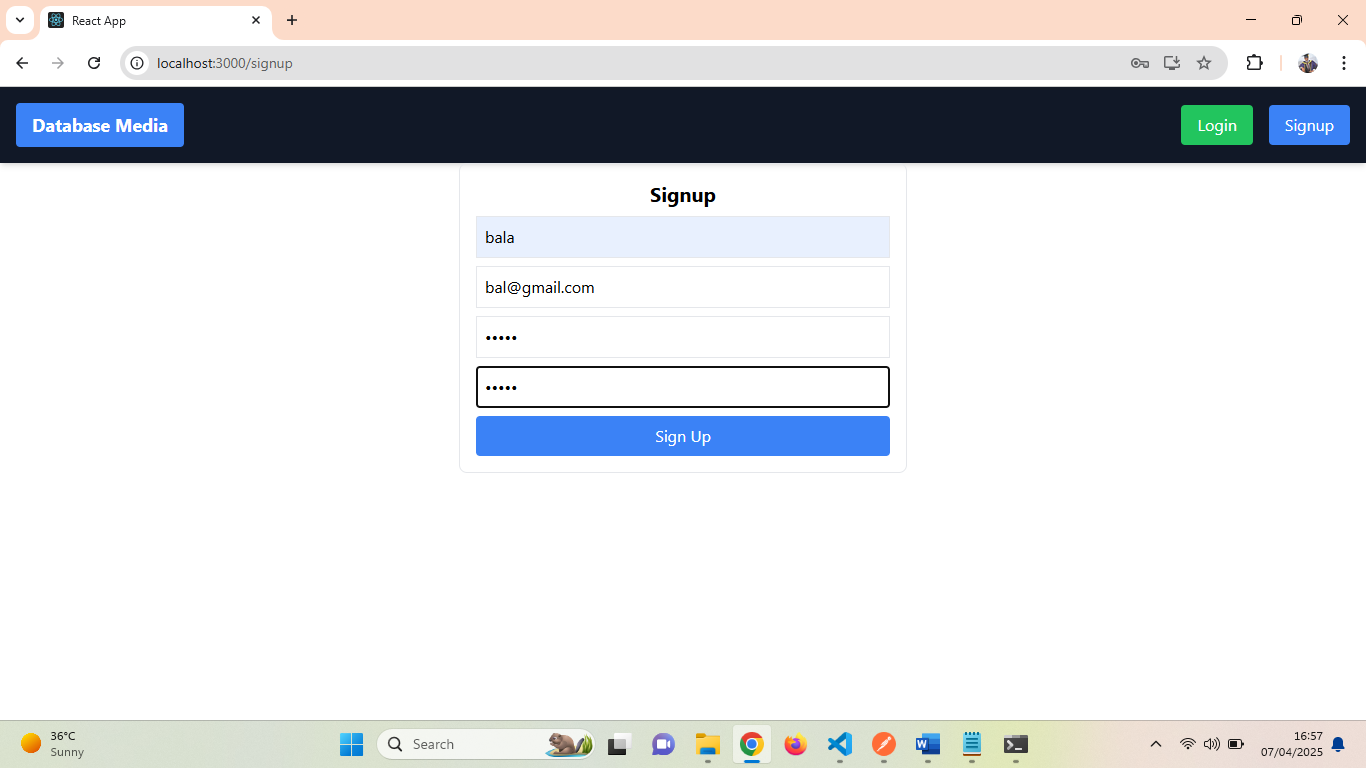 React App
localhost:3000/signup
Database Media
Login
Signup
Signup
bala
bal@gmail.com
•••••
•••••
Sign Up
36°C
Sunny
Search
16:57
07/04/2025